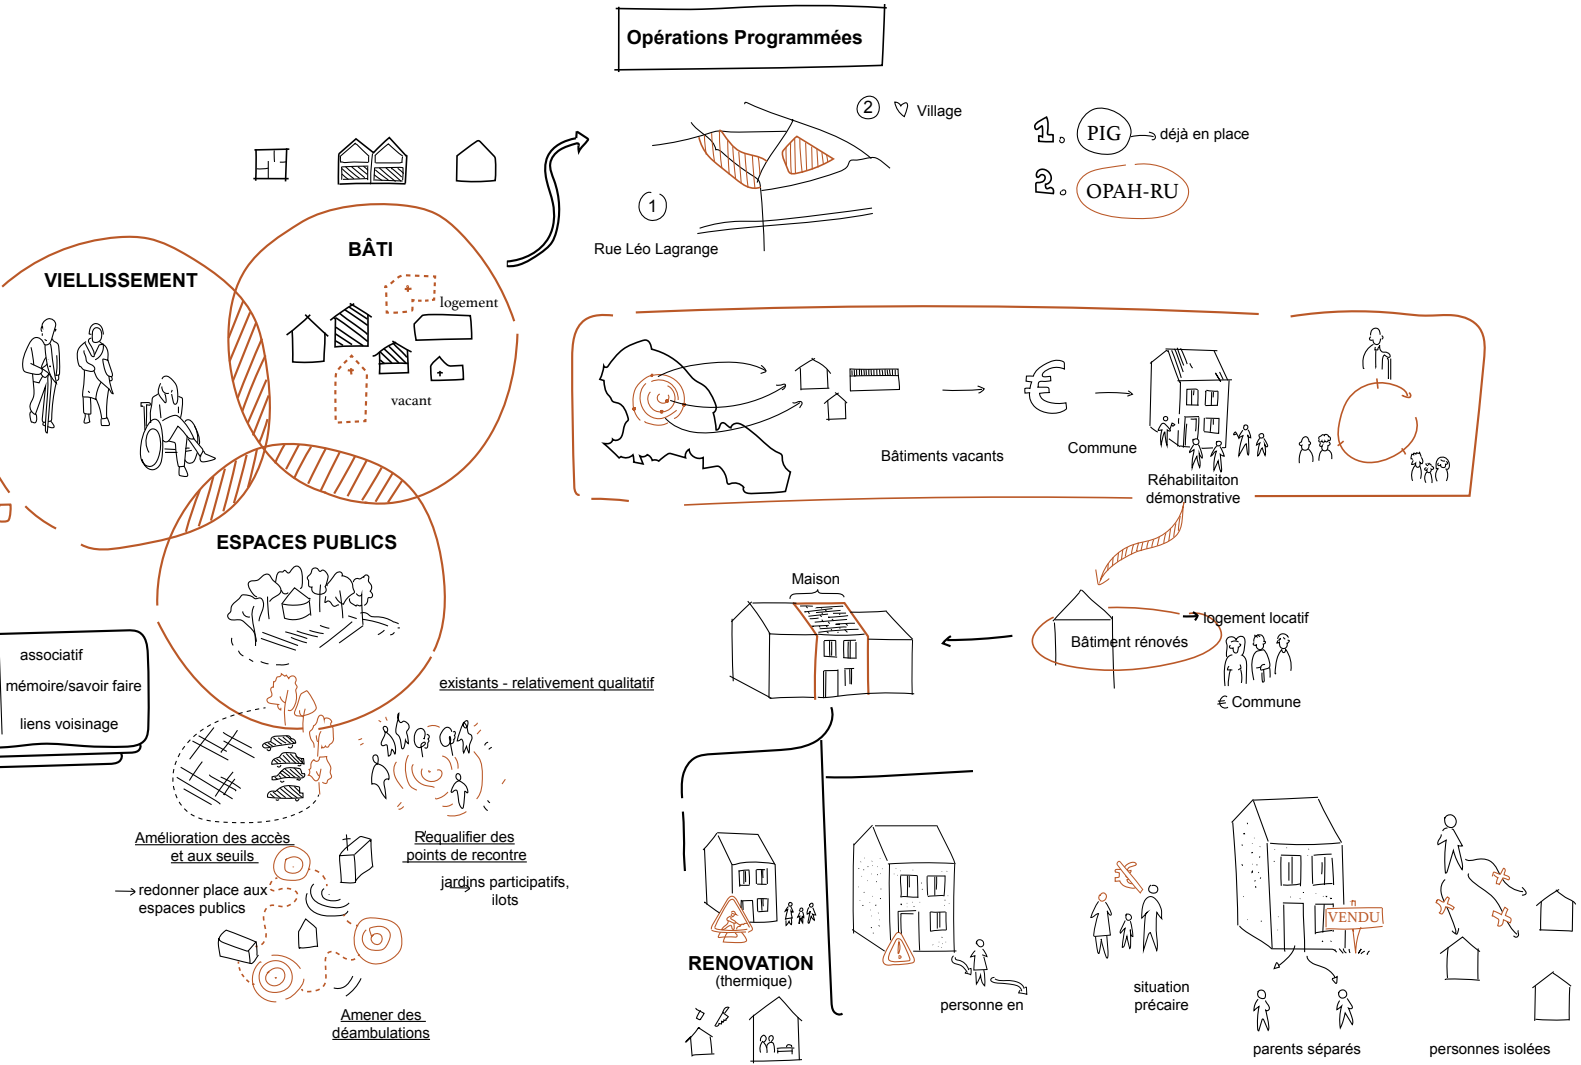 Opérations Programmées
2 Village
1. PIG déjà en place
2. OPAH-RU
1
Rue Léo Lagrange
BÂTI
VIELLISSEMENT
logement
vacant
Bâtiments vacants
€
Commune
Réhabilitaiton
démonstrative
ESPACES PUBLICS
Maison
logement locatif
Bâtiment rénovés
€ Commune
associatif
mémoire/savoir faire
liens voisinage
existants - relativement qualitatif
Amélioration des accès
et aux seuils
redonner place aux
espaces publics
Requalifier des
points de recontre
jardins participatifs,
ilots
Amener des
déambulations
RENOVATION
(thermique)
personne en
€
situation
précaire
VENDU
parents séparés
personnes isolées